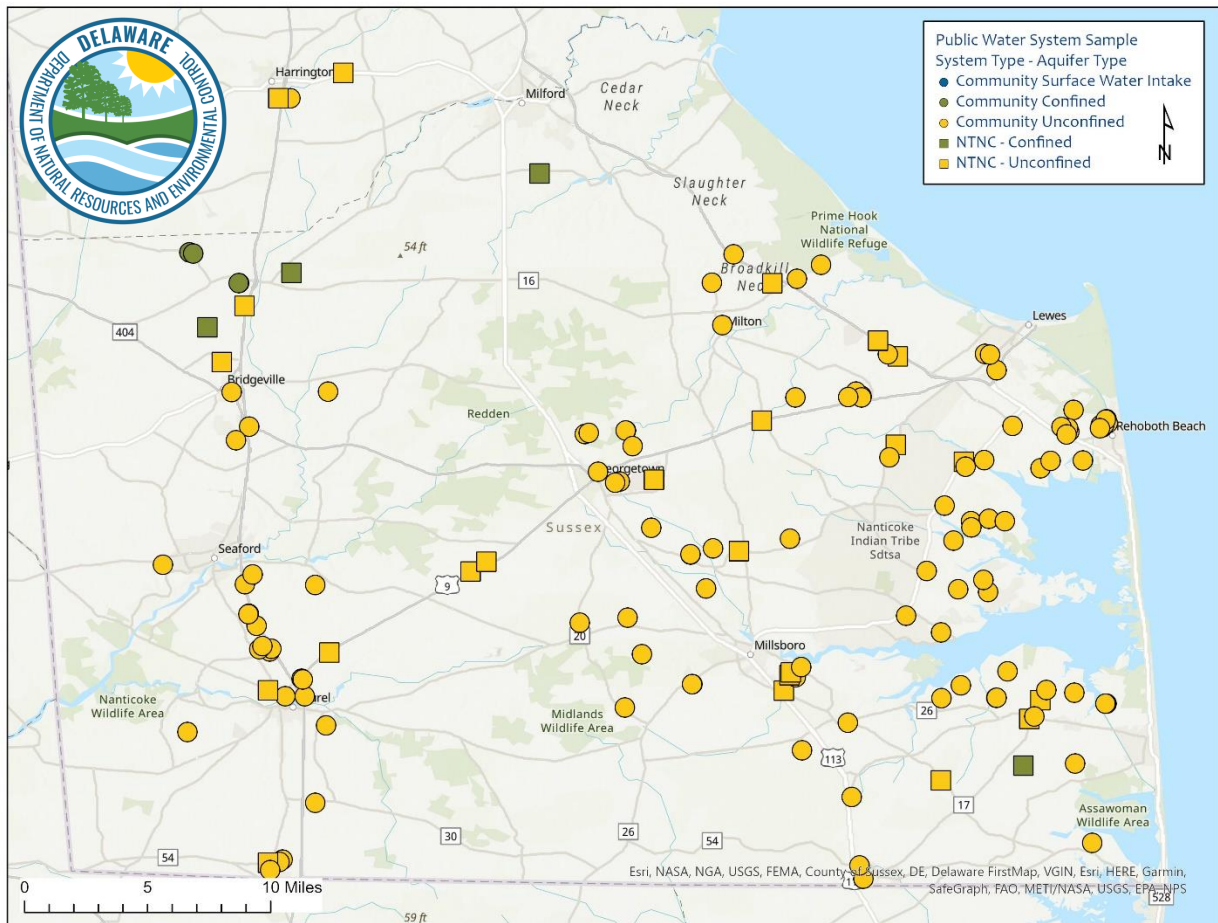 DELAWARE
DEPARTMENT OF NATURAL RESOURCES AND ENVIRONMENTAL CONTROL
Public Water System Sample
System Type - Aquifer Type
Community Surface Water Intake
Community Confined
Community Unconfined
NTNC - Confined
NTNC - Unconfined
N
Harrington
Milford
Cedar
Neck
Slaughter
Neck
Prime Hook
National
Wildlife Refuge
54 ft
16
Broadkill
Lewes
404
Milton
Bridgeville
Redden
Rehoboth Beach
Georgetown
Sussex
Nanticoke
Indian Tribe
Sdtsa
Seaford
9
20
Millsboro
Nanticoke
Wildlife Area
Midlands
Wildlife Area
26
113
17
Assawoman
Wildlife Area
54
30
26
54
59 ft
528
0 5 10 Miles
Esri, NASA, NGA, USGS, FEMA, County of Sussex, DE, Delaware FirstMap, VGIN, Esri, HERE, Garmin,
SafeGraph, FAO, METI/NASA, USGS, EPA, NPS